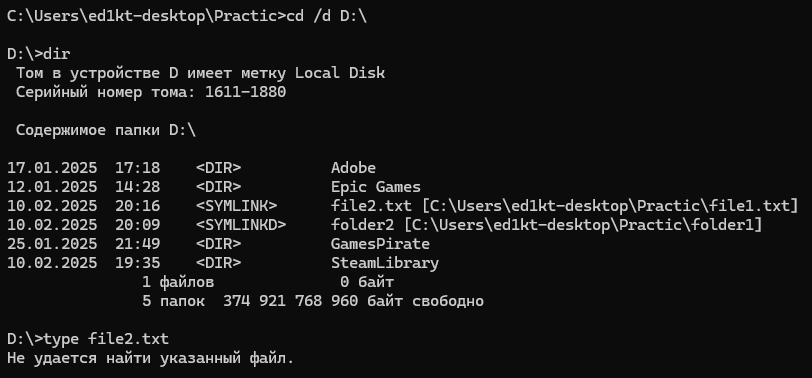 C:\Users\ed1kt-desktop\Practic>cd /d D:\
D:\>dir
Том в устройстве D имеет метку Local Disk
Серийный номер тома: 1611-1880
Содержимое папки D:\
17.01.2025  17:18    <DIR>          Adobe
12.01.2025  14:28    <DIR>          Epic Games
10.02.2025  20:16    <SYMLINK>      file2.txt [C:\Users\ed1kt-desktop\Practic\file1.txt]
10.02.2025  20:09    <SYMLINKD>     folder2 [C:\Users\ed1kt-desktop\Practic\folder1]
25.01.2025  21:49    <DIR>          GamesPirate
10.02.2025  19:35    <DIR>          SteamLibrary
1 файлов              0 байт
5 папок  374 921 768 960 байт свободно
D:\>type file2.txt
Не удается найти указанный файл.